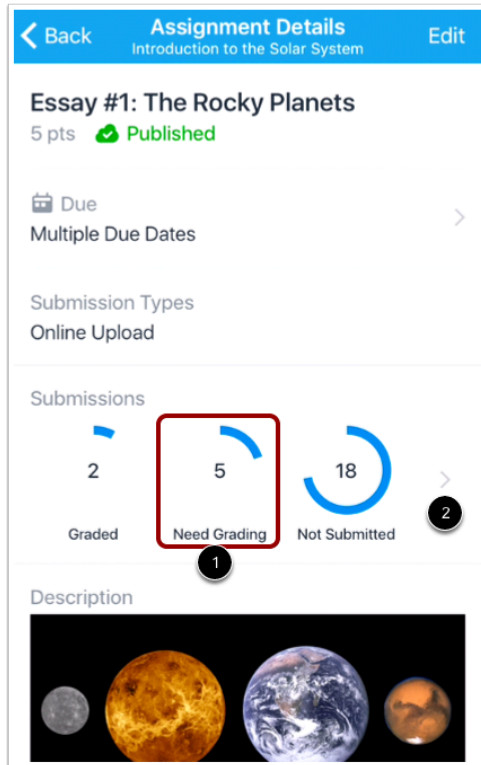 Back
Assignment Details
Edit
Introduction to the Solar System
Essay #1: The Rocky Planets
5 pts Published
Due
Multiple Due Dates
Submission Types
Online Upload
Submissions
2 5 18
Graded Need Grading Not Submitted
1
2
Description